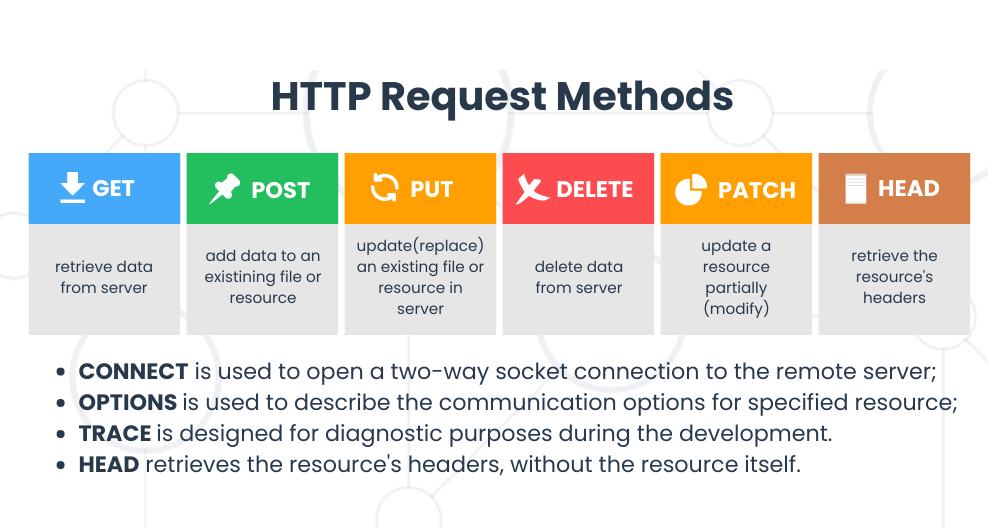 HTTP Request Methods
GET
retrieve data
from server
POST
add data to an
existining file or
resource
PUT
update(replace)
an existing file or
resource in
server
DELETE
delete data
from server
PATCH
update a
resource
partially
(modify)
HEAD
retrieve the
resource's
headers
• CONNECT is used to open a two-way socket connection to the remote server;
• OPTIONS is used to describe the communication options for specified resource;
• TRACE is designed for diagnostic purposes during the development.
• HEAD retrieves the resource's headers, without the resource itself.